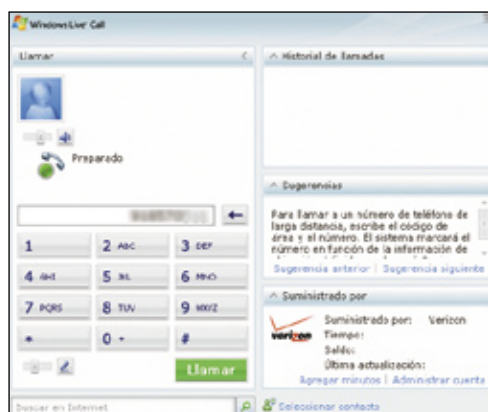 Windows Live Call
Llamar
Preparado
1
2 ABC
3 DEF
4 GHI
5 JKL
6 MNO
7 PQRS
8 TUV
9 WXYZ
*
0 +
#
Llamar
Buscar en Internet
Historial de llamadas
Sugerencias
Para llamar a un número de teléfono de
larga distancia, escribe el código de
área y el número. El sistema marcará el
número en función de la información de
Sugerencia anterior | Sugerencia siguiente
Suministrado por
verizon
Suministrado por: Verizon
Tiempo:
Saldo:
Última actualización:
Agregar minutos | Administrar cuenta
Seleccionar contacto